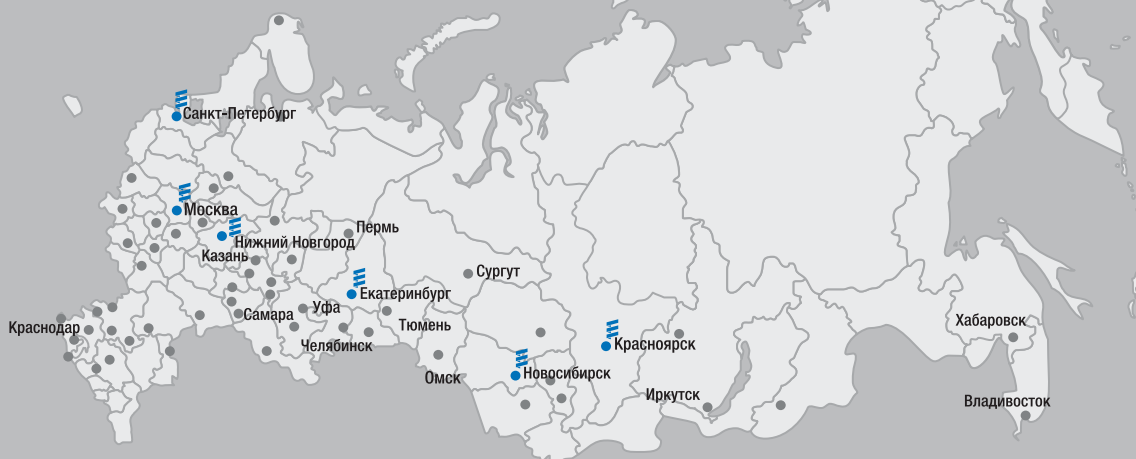 Санкт-Петербург
Москва
Пермь
Нижний Новгород
Казань
Сургут
Екатеринбург
Самара
Уфа
Тюмень
Краснодар
Хабаровск
Челябинск
Красноярск
Новосибирск
Омск
Иркутск
Владивосток